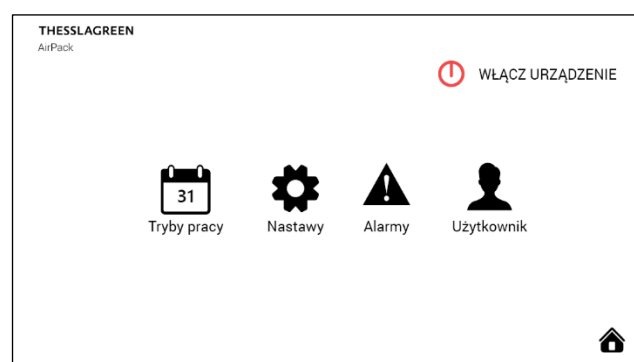 THESSLAGREEN
AirPack
WŁĄCZ URZĄDZENIE
31
Tryby pracy
Nastawy
Alarmy
Użytkownik